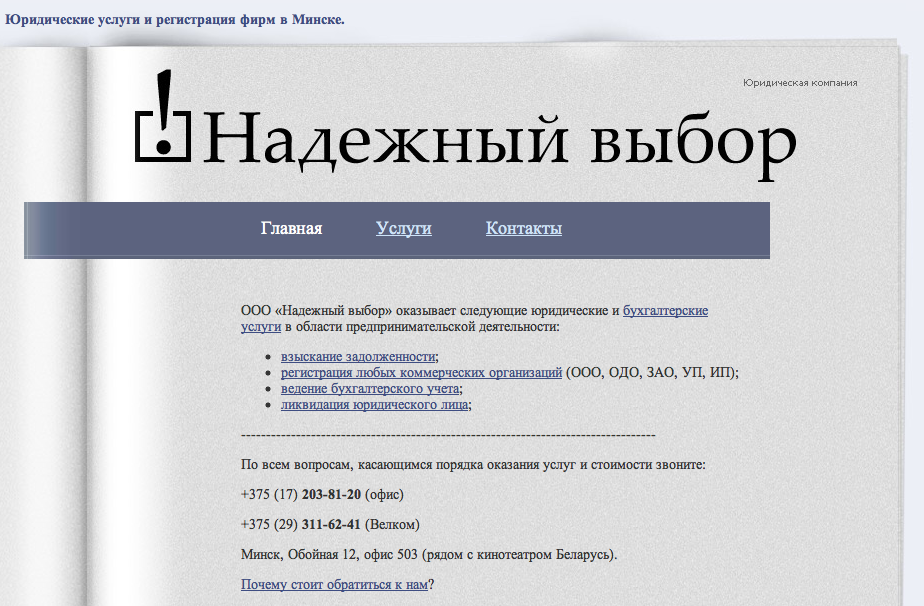 Юридические услуги и регистрация фирм в Минске.
Юридическая компания
Надежный выбор
Главная Услуги Контакты
ООО «Надежный выбор» оказывает следующие юридические и бухгалтерские
услуги в области предпринимательской деятельности:
• взыскание задолженности;
• регистрация любых коммерческих организаций (ООО, ОДО, ЗАО, УП, ИП);
• ведение бухгалтерского учета;
• ликвидация юридического лица;
-----------------------------------------------------------------------------------
По всем вопросам, касающимся порядка оказания услуг и стоимости звоните:
+375 (17) 203-81-20 (офис)
+375 (29) 311-62-41 (Велком)
Минск, Обойная 12, офис 503 (рядом с кинотеатром Беларусь).
Почему стоит обратиться к нам?